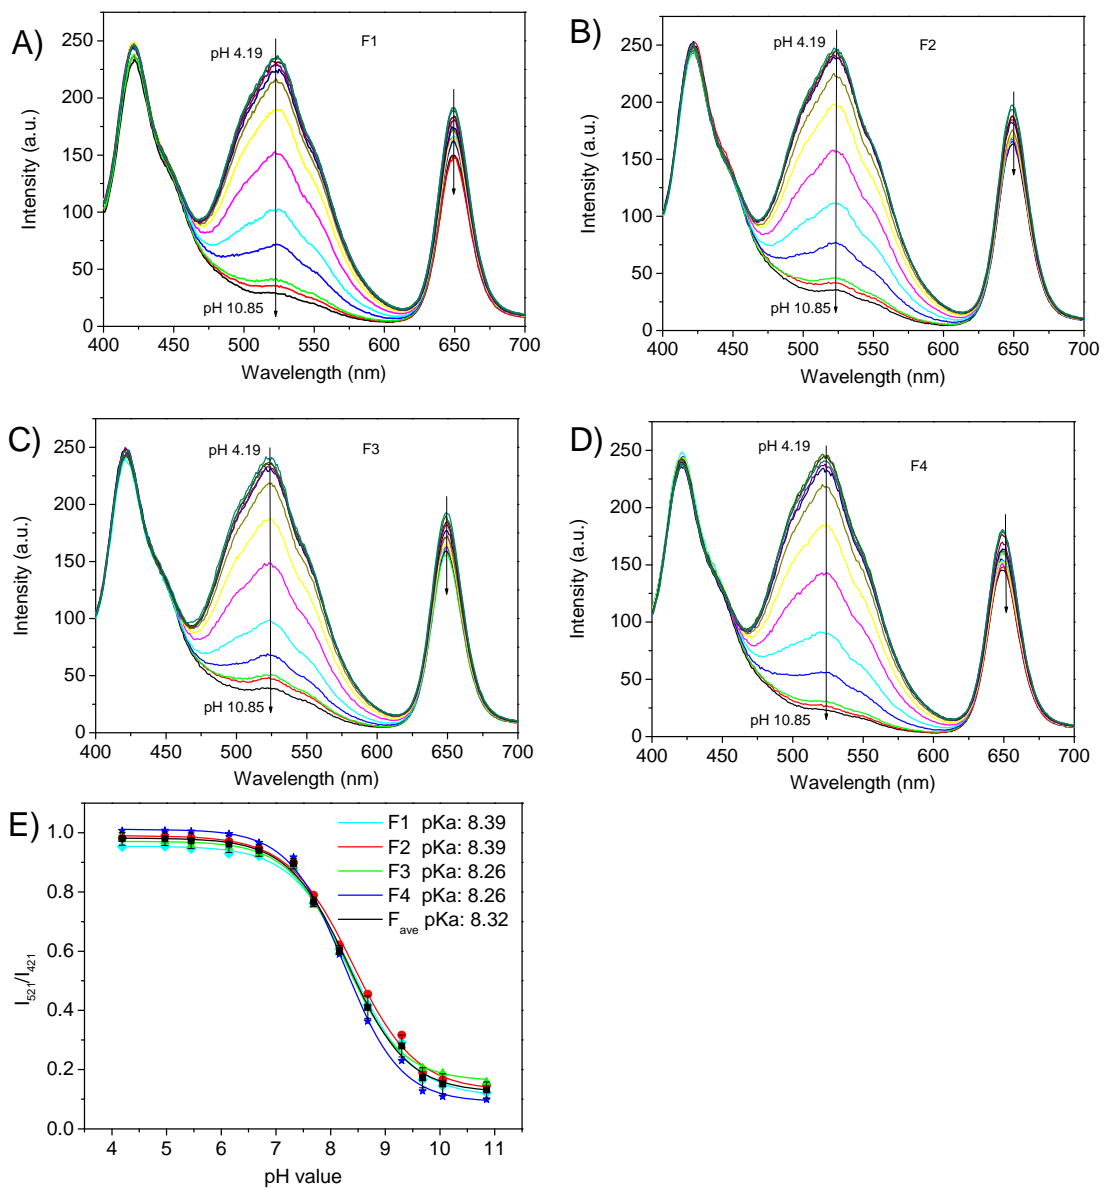 A)
F1
pH 4.19
pH 10.85
Intensity (a.u.)
250
200
150
100
50
0
400 450 500 550 600 650 700
Wavelength (nm)
B)
F2
pH 4.19
pH 10.85
Intensity (a.u.)
250
200
150
100
50
0
400 450 500 550 600 650 700
Wavelength (nm)
C)
F3
pH 4.19
pH 10.85
Intensity (a.u.)
250
200
150
100
50
0
400 450 500 550 600 650 700
Wavelength (nm)
D)
F4
pH 4.19
pH 10.85
Intensity (a.u.)
250
200
150
100
50
0
400 450 500 550 600 650 700
Wavelength (nm)
E)
F1 pKa: 8.39
F2 pKa: 8.39
F3 pKa: 8.26
F4 pKa: 8.26
Fave pKa: 8.32
I521/I421
1.0
0.8
0.6
0.4
0.2
0.0
4 5 6 7 8 9 10 11
pH value